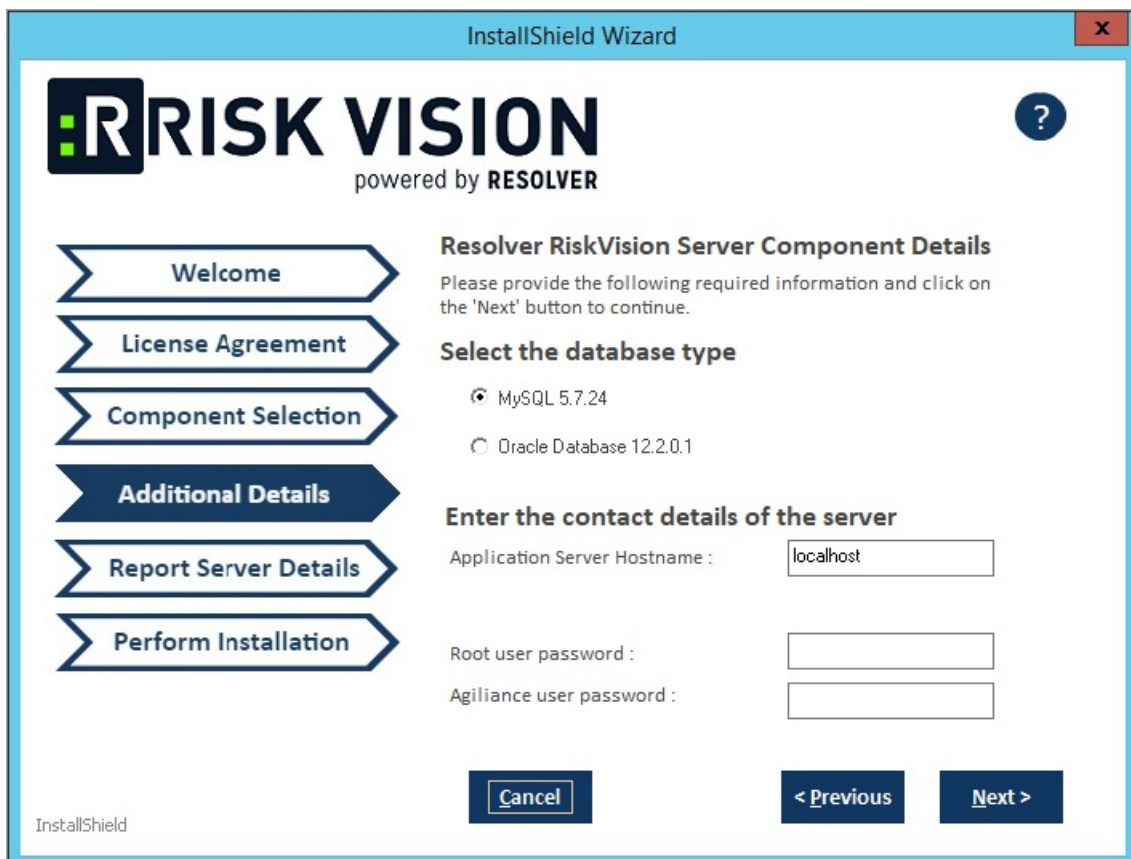 InstallShield Wizard
x
:R RISK VISION
powered by RESOLVER
?
Welcome
License Agreement
Component Selection
Additional Details
Report Server Details
Perform Installation
Resolver RiskVision Server Component Details
Please provide the following required information and click on
the 'Next' button to continue.
Select the database type
MySQL 5.7.24
Oracle Database 12.2.0.1
Enter the contact details of the server
Application Server Hostname : localhost
Root user password :
Agiliance user password :
Cancel
< Previous
Next >
InstallShield